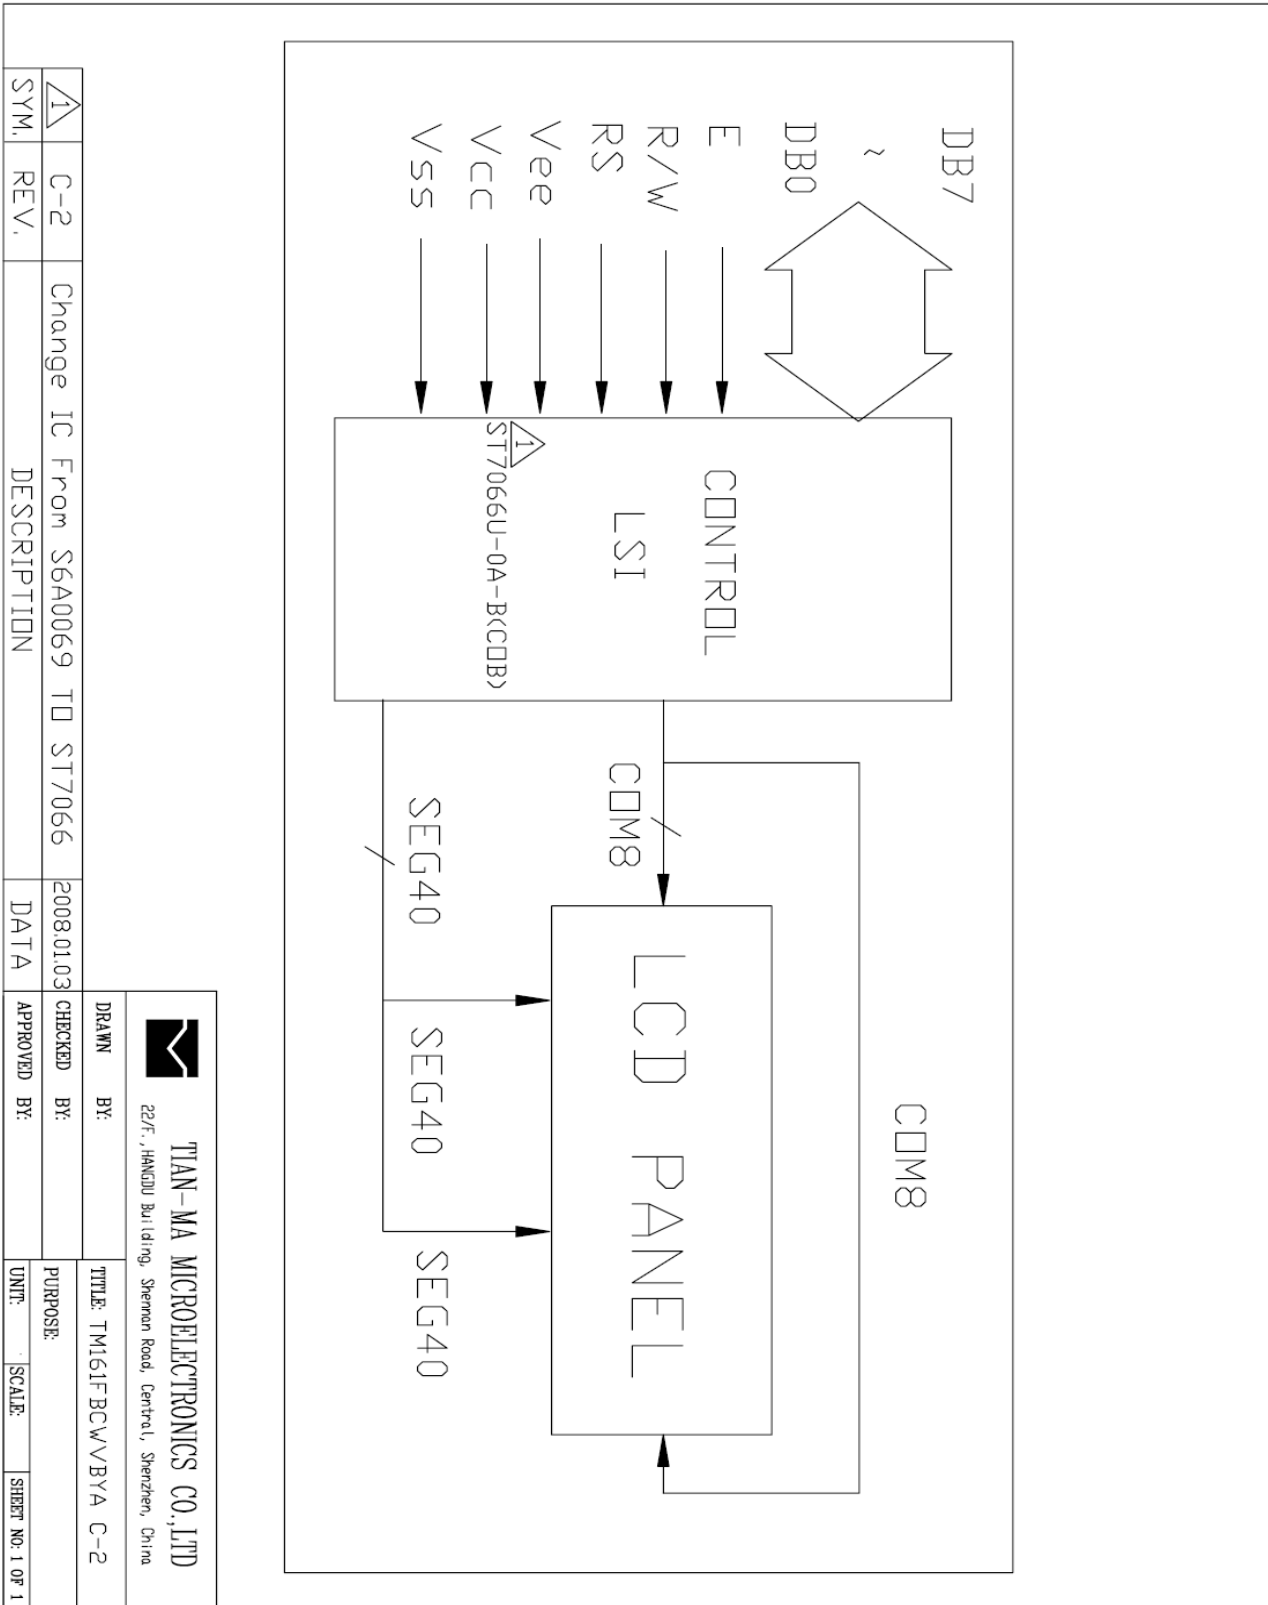 DB7
~
DB0
E
R/W
RS
Vee
Vcc
Vss
CONTROL
LSI
1
ST7066U-0A-B(COB)
COM8
COM8
SEG40
SEG40
SEG40
LCD PANEL
TIAN-MA MICROELECTRONICS CO.,LTD
22/F.,HANGDU Building, Shennan Road, Central, Shenzhen, China
DRAWN BY:
TITLE: TM161FBCWVBYA C-2
1 C-2 Change IC From S6A0069 TO ST7066 2008.01.03
CHECKED BY:
PURPOSE:
SYM. REV. DESCRIPTION DATA
APPROVED BY:
UNIT: SCALE: SHEET NO: 1 OF 1